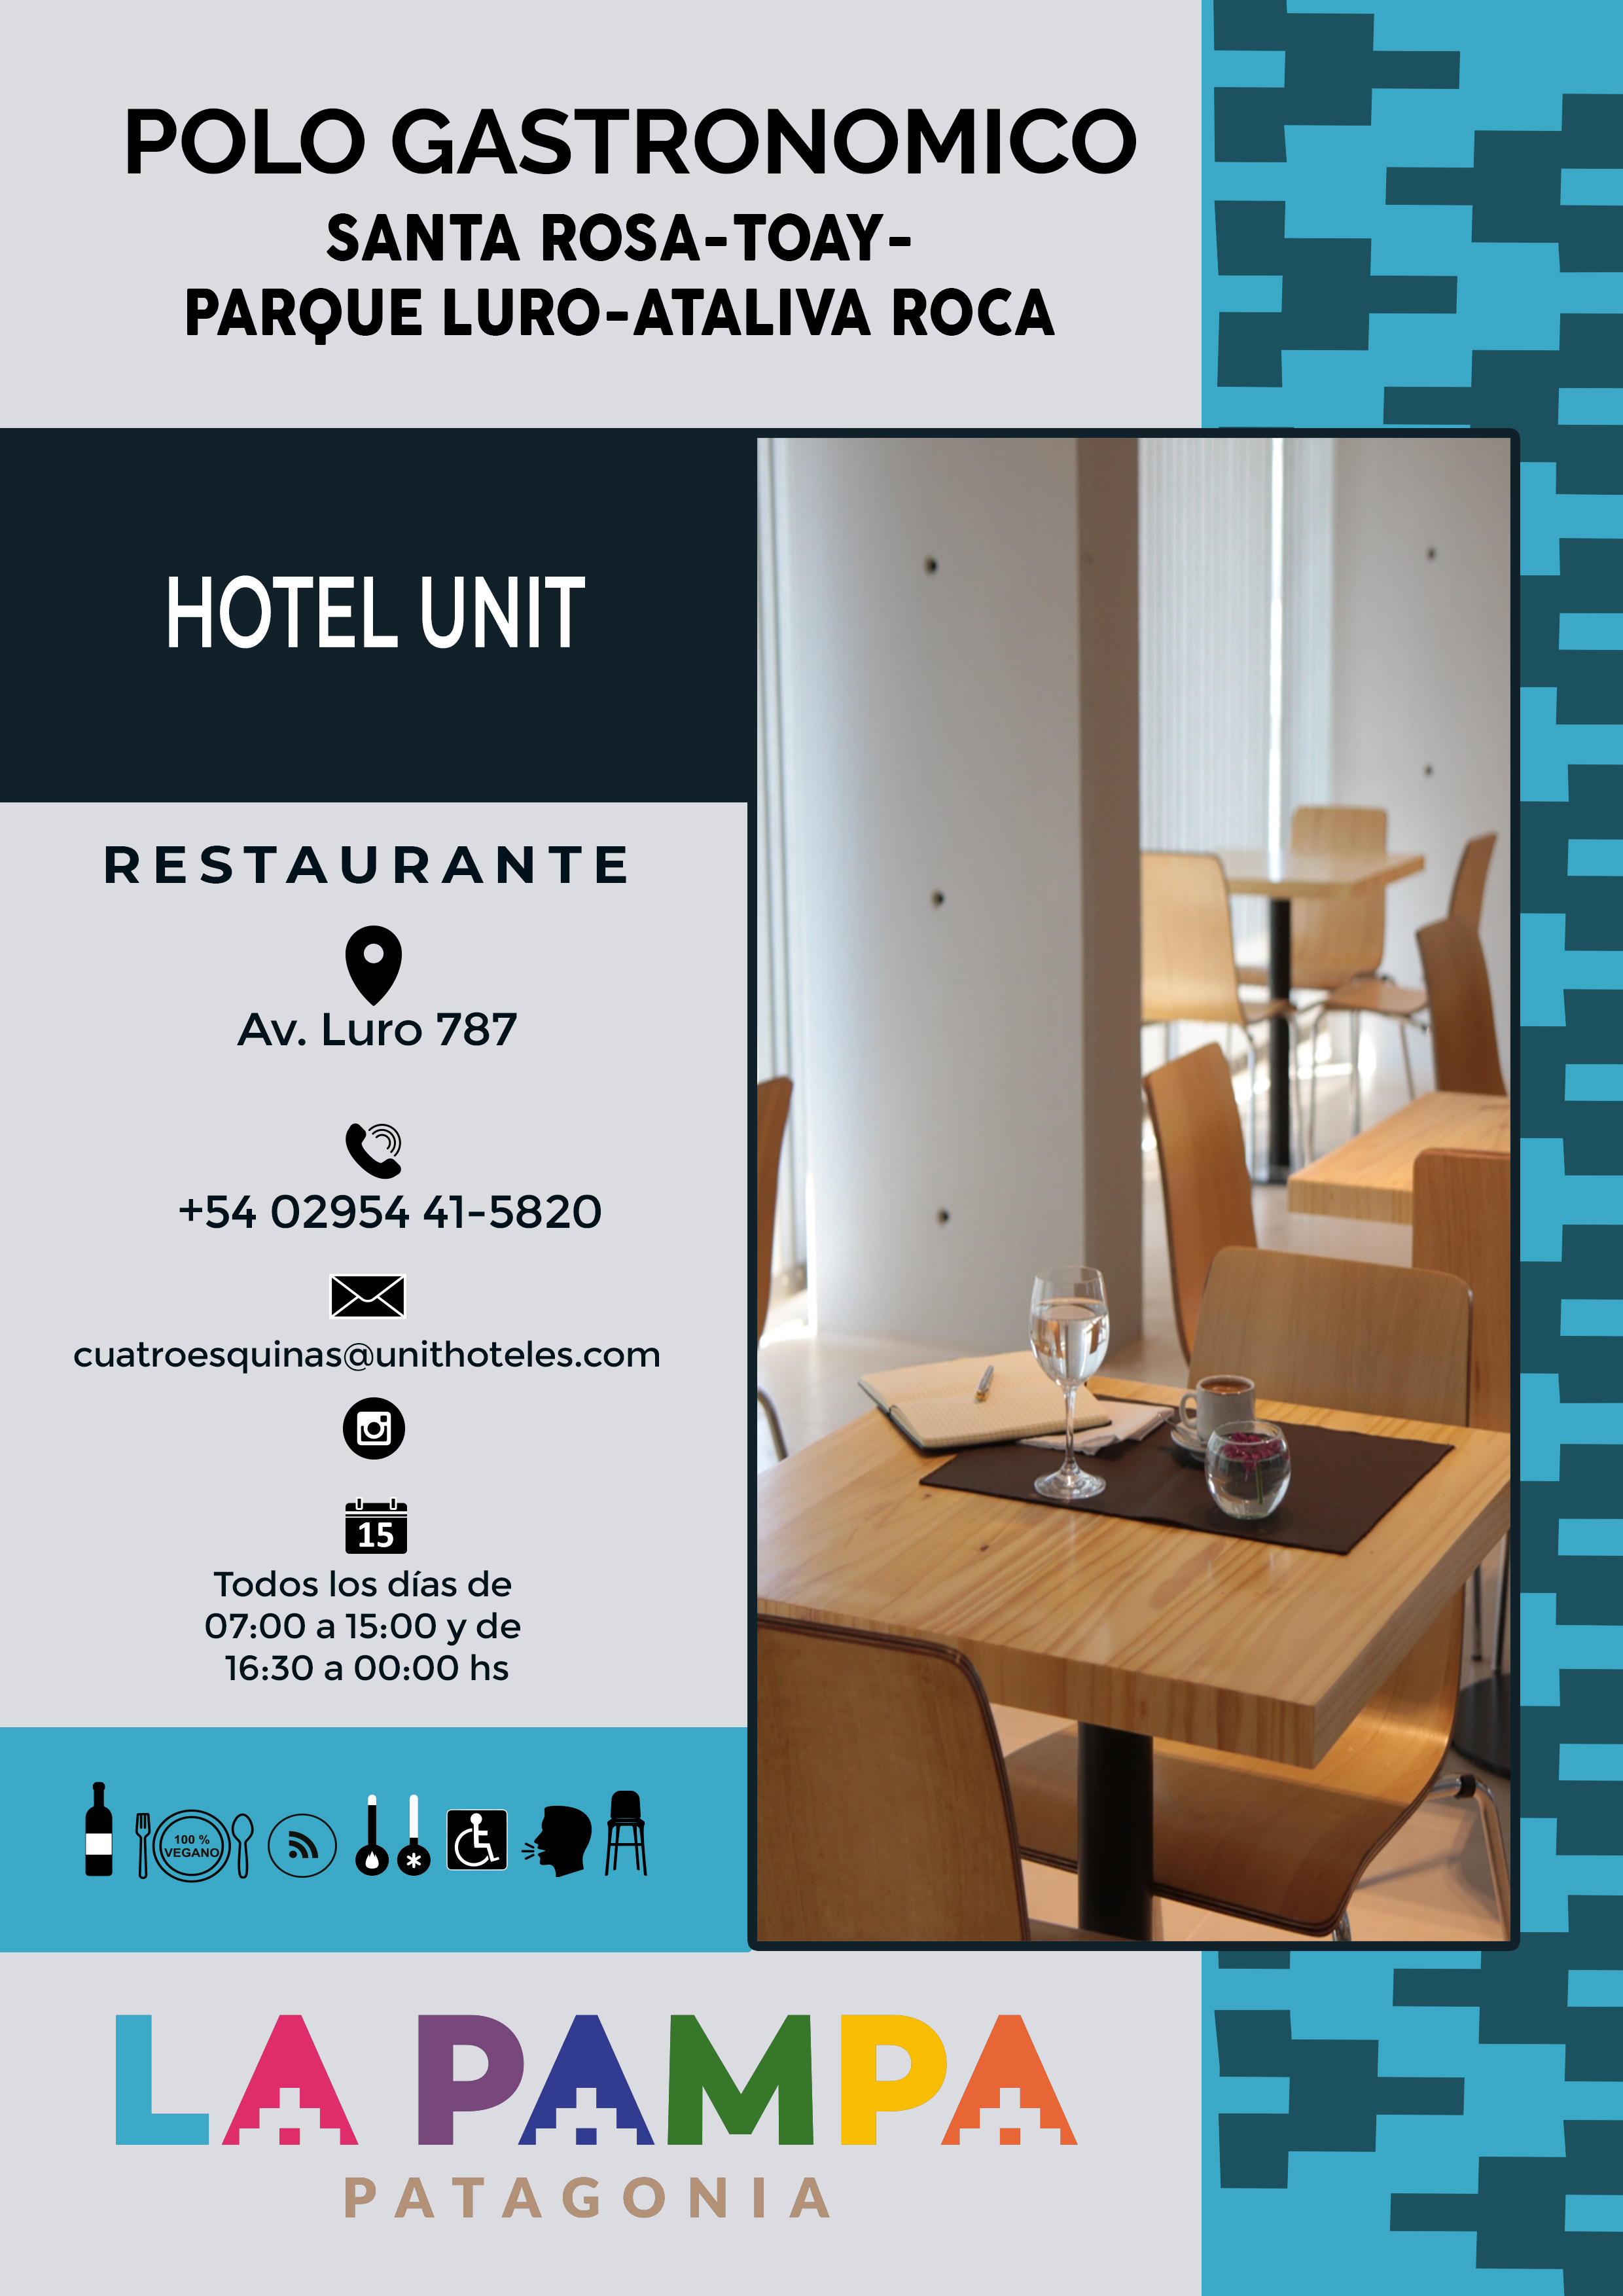 POLO GASTRONOMICO
SANTA ROSA-TOAY-
PARQUE LURO-ATALIVA ROCA
HOTEL UNIT
RESTAURANTE
Av. Luro 787
+54 02954 41-5820
cuatroesquinas@unithoteles.com
15
Todos los días de
07:00 a 15:00 y de
16:30 a 00:00 hs
100 %
VEGANO
LA PAMPA
PATAGONIA